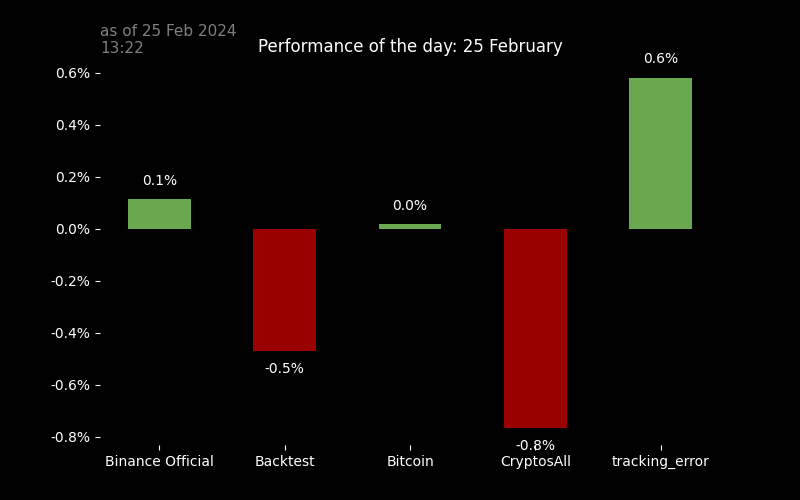 as of 25 Feb 2024
13:22
Performance of the day: 25 February
0.6%
0.6%
0.4%
0.2%
0.1%
0.0%
0.0%
-0.2%
-0.4%
-0.5%
-0.6%
-0.8%
-0.8%
Binance Official
Backtest
Bitcoin
CryptosAll
tracking_error